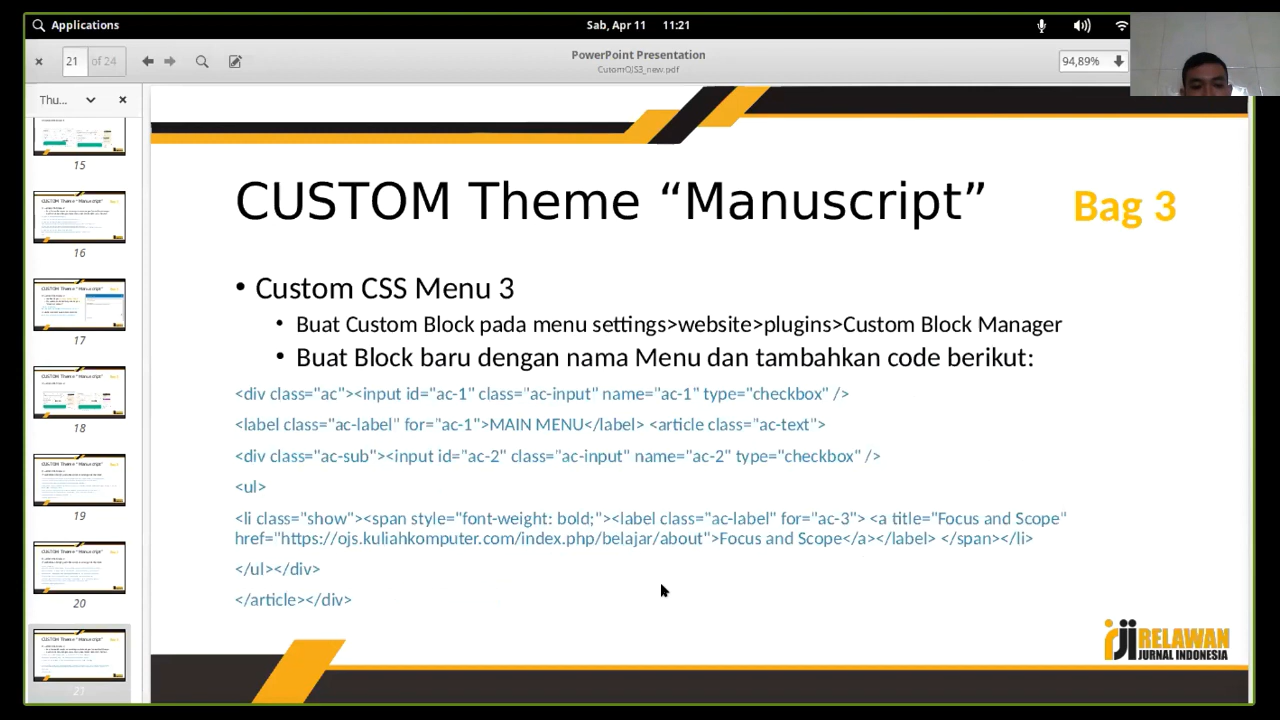 Applications
Sab, Apr 11 11:21
21 of 24
PowerPoint Presentation
CustomOJS3_new.pdf
94,89%
Thu...
15
16
17
18
19
20
21
CUSTOM Theme “Manuscript”
Bag 3
• Custom CSS Menu 3
• Buat Custom Block pada menu settings>website>plugins>Custom Block Manager
• Buat Block baru dengan nama Menu dan tambahkan code berikut:
<div class="ac"><input id="ac-1" class="ac-input" name="ac-1" type="checkbox" />
<label class="ac-label" for="ac-1">MAIN MENU</label> <article class="ac-text">
<div class="ac-sub"><input id="ac-2" class="ac-input" name="ac-2" type="checkbox" />
<ul>
<li class="show"><span style="font-weight: bold;"><label class="ac-label" for="ac-3"> <a title="Focus and Scope"
href="https://ojs.kuliahkomputer.com/index.php/belajar/about">Focus and Scope</a></label> </span></li>
</ul></div>
</article></div>
RELAWAN
JURNAL INDONESIA